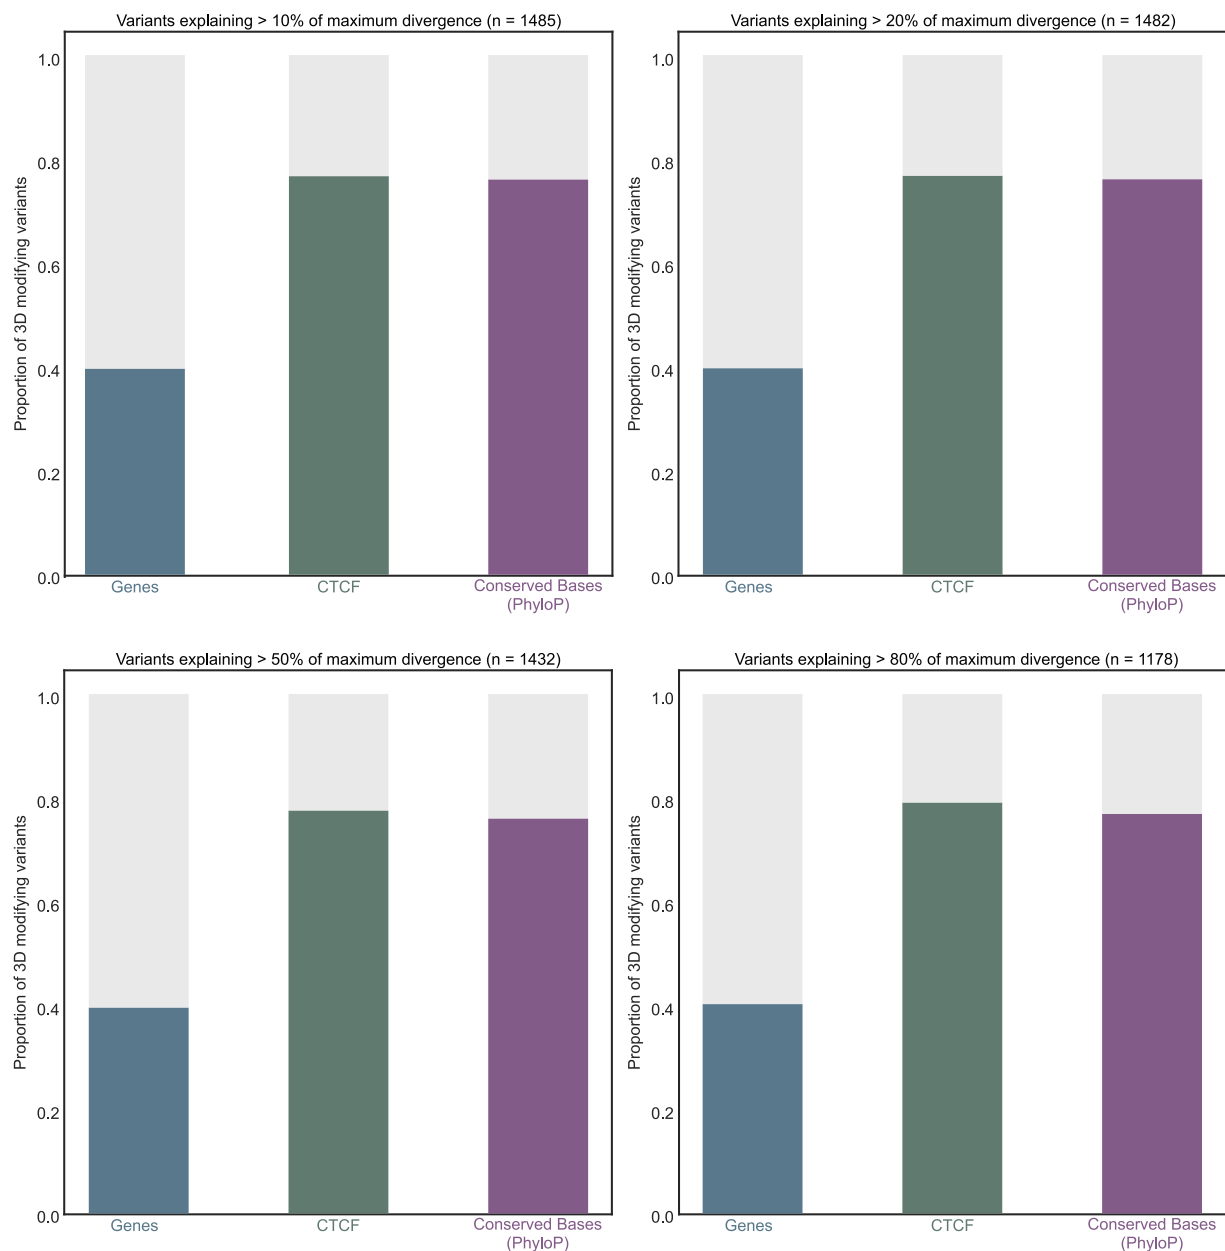 Variants explaining > 10% of maximum divergence (n = 1485)
Proportion of 3D modifying variants
1.0
0.8
0.6
0.4
0.2
0.0
Genes
CTCF
Conserved Bases
(PhyloP)
Variants explaining > 20% of maximum divergence (n = 1482)
Proportion of 3D modifying variants
1.0
0.8
0.6
0.4
0.2
0.0
Genes
CTCF
Conserved Bases
(PhyloP)
Variants explaining > 50% of maximum divergence (n = 1432)
Proportion of 3D modifying variants
1.0
0.8
0.6
0.4
0.2
0.0
Genes
CTCF
Conserved Bases
(PhyloP)
Variants explaining > 80% of maximum divergence (n = 1178)
Proportion of 3D modifying variants
1.0
0.8
0.6
0.4
0.2
0.0
Genes
CTCF
Conserved Bases
(PhyloP)